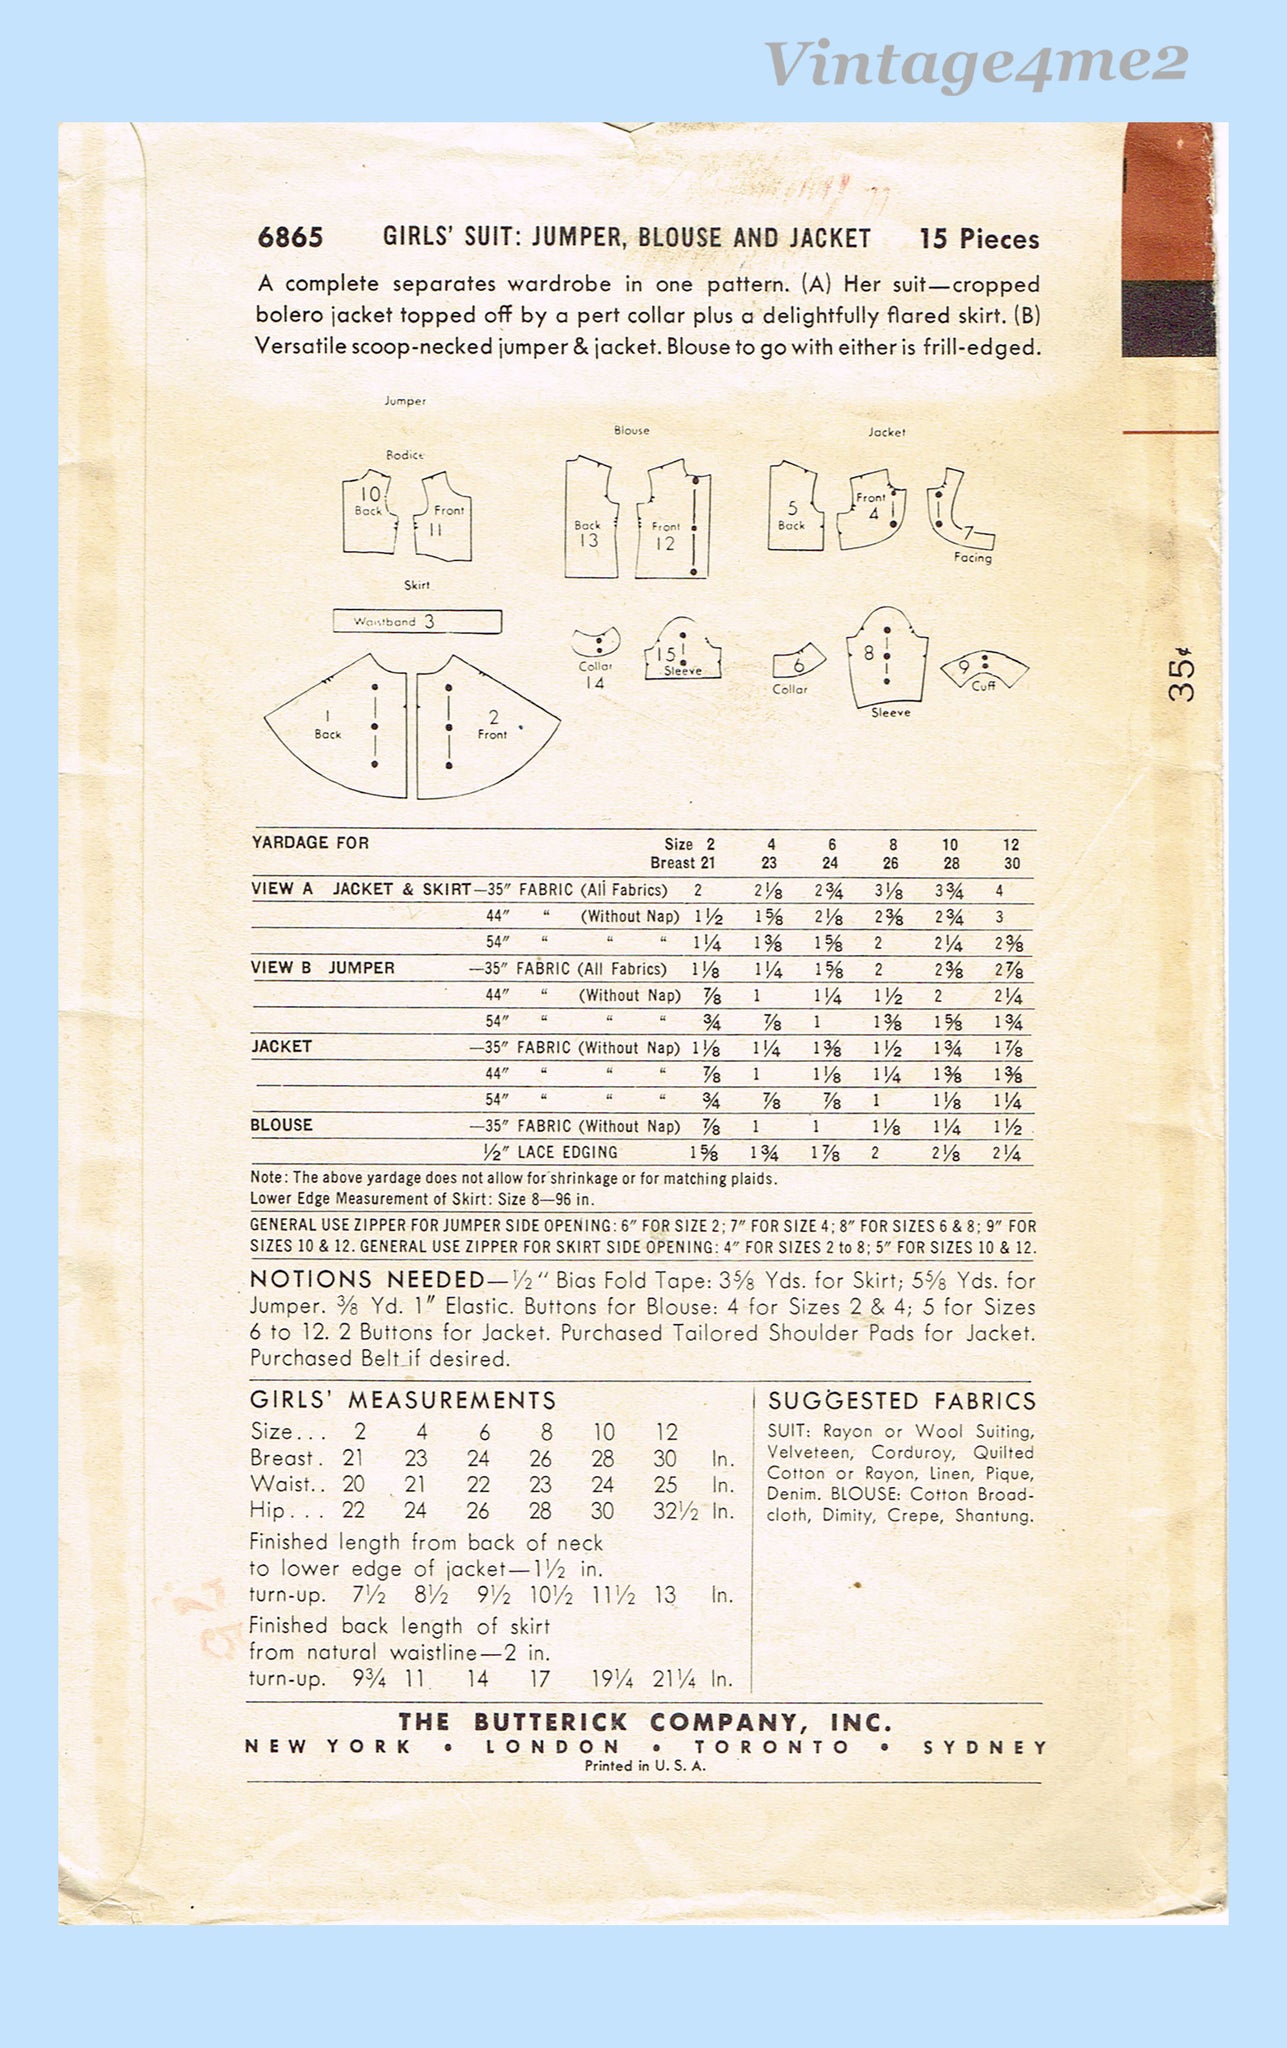 Vintage4me2
6865 GIRLS' SUIT: JUMPER, BLOUSE AND JACKET 15 Pieces
A complete separates wardrobe in one pattern. (A) Her suit—cropped
bolero jacket topped off by a pert collar plus a delightfully flared skirt. (B)
Versatile scoop-necked jumper & jacket. Blouse to go with either is frill-edged.
Jumper
Blouse
Jacket
Bodice
10 Back
Front 11
Back 13
Front 12
5 Back
Front 4
7 Facing
Skirt
Waistband 3
Collar 14
15 Sleeve
6 Collar
8 Sleeve
9 Cuff
1 Back
2 Front
35¢
YARDAGE FOR Size 2 4 6 8 10 12
Breast 21 23 24 26 28 30
VIEW A JACKET & SKIRT—35" FABRIC (All Fabrics) 2 2⅛ 2¾ 3⅛ 3¾ 4
44" " (Without Nap) 1½ 1⅝ 2⅛ 2⅜ 2¾ 3
54" " " " 1¼ 1⅜ 1⅝ 2 2¼ 2⅜
VIEW B JUMPER —35" FABRIC (All Fabrics) 1⅛ 1¼ 1⅝ 2 2⅜ 2⅞
44" " (Without Nap) ⅞ 1 1¼ 1½ 2 2¼
54" " " " ¾ ⅞ 1 1⅜ 1⅝ 1¾
JACKET —35" FABRIC (Without Nap) 1⅛ 1¼ 1⅜ 1½ 1¾ 1⅞
44" " " " ⅞ 1 1⅛ 1¼ 1⅜ 1⅜
54" " " " ¾ ⅞ ⅞ 1 1⅛ 1¼
BLOUSE —35" FABRIC (Without Nap) ⅞ 1 1 1⅛ 1¼ 1½
½" LACE EDGING 1⅝ 1¾ 1⅞ 2 2⅛ 2¼
Note: The above yardage does not allow for shrinkage or for matching plaids.
Lower Edge Measurement of Skirt: Size 8—96 in.
GENERAL USE ZIPPER FOR JUMPER SIDE OPENING: 6" FOR SIZE 2; 7" FOR SIZE 4; 8" FOR SIZES 6 & 8; 9" FOR
SIZES 10 & 12. GENERAL USE ZIPPER FOR SKIRT SIDE OPENING: 4" FOR SIZES 2 to 8; 5" FOR SIZES 10 & 12.
NOTIONS NEEDED—½" Bias Fold Tape: 3⅝ Yds. for Skirt; 5⅝ Yds. for
Jumper. ⅜ Yd. 1" Elastic. Buttons for Blouse: 4 for Sizes 2 & 4; 5 for Sizes
6 to 12. 2 Buttons for Jacket. Purchased Tailored Shoulder Pads for Jacket.
Purchased Belt if desired.
GIRLS' MEASUREMENTS
Size... 2 4 6 8 10 12
Breast. 21 23 24 26 28 30 In.
Waist.. 20 21 22 23 24 25 In.
Hip... 22 24 26 28 30 32½ In.
Finished length from back of neck
to lower edge of jacket—1½ in.
turn-up. 7½ 8½ 9½ 10½ 11½ 13 In.
Finished back length of skirt
from natural waistline—2 in.
turn-up. 9¾ 11 14 17 19¼ 21¼ In.
SUGGESTED FABRICS
SUIT: Rayon or Wool Suiting,
Velveteen, Corduroy, Quilted
Cotton or Rayon, Linen, Pique,
Denim. BLOUSE: Cotton Broad-
cloth, Dimity, Crepe, Shantung.
THE BUTTERICK COMPANY, INC.
NEW YORK • LONDON • TORONTO • SYDNEY
Printed in U. S. A.